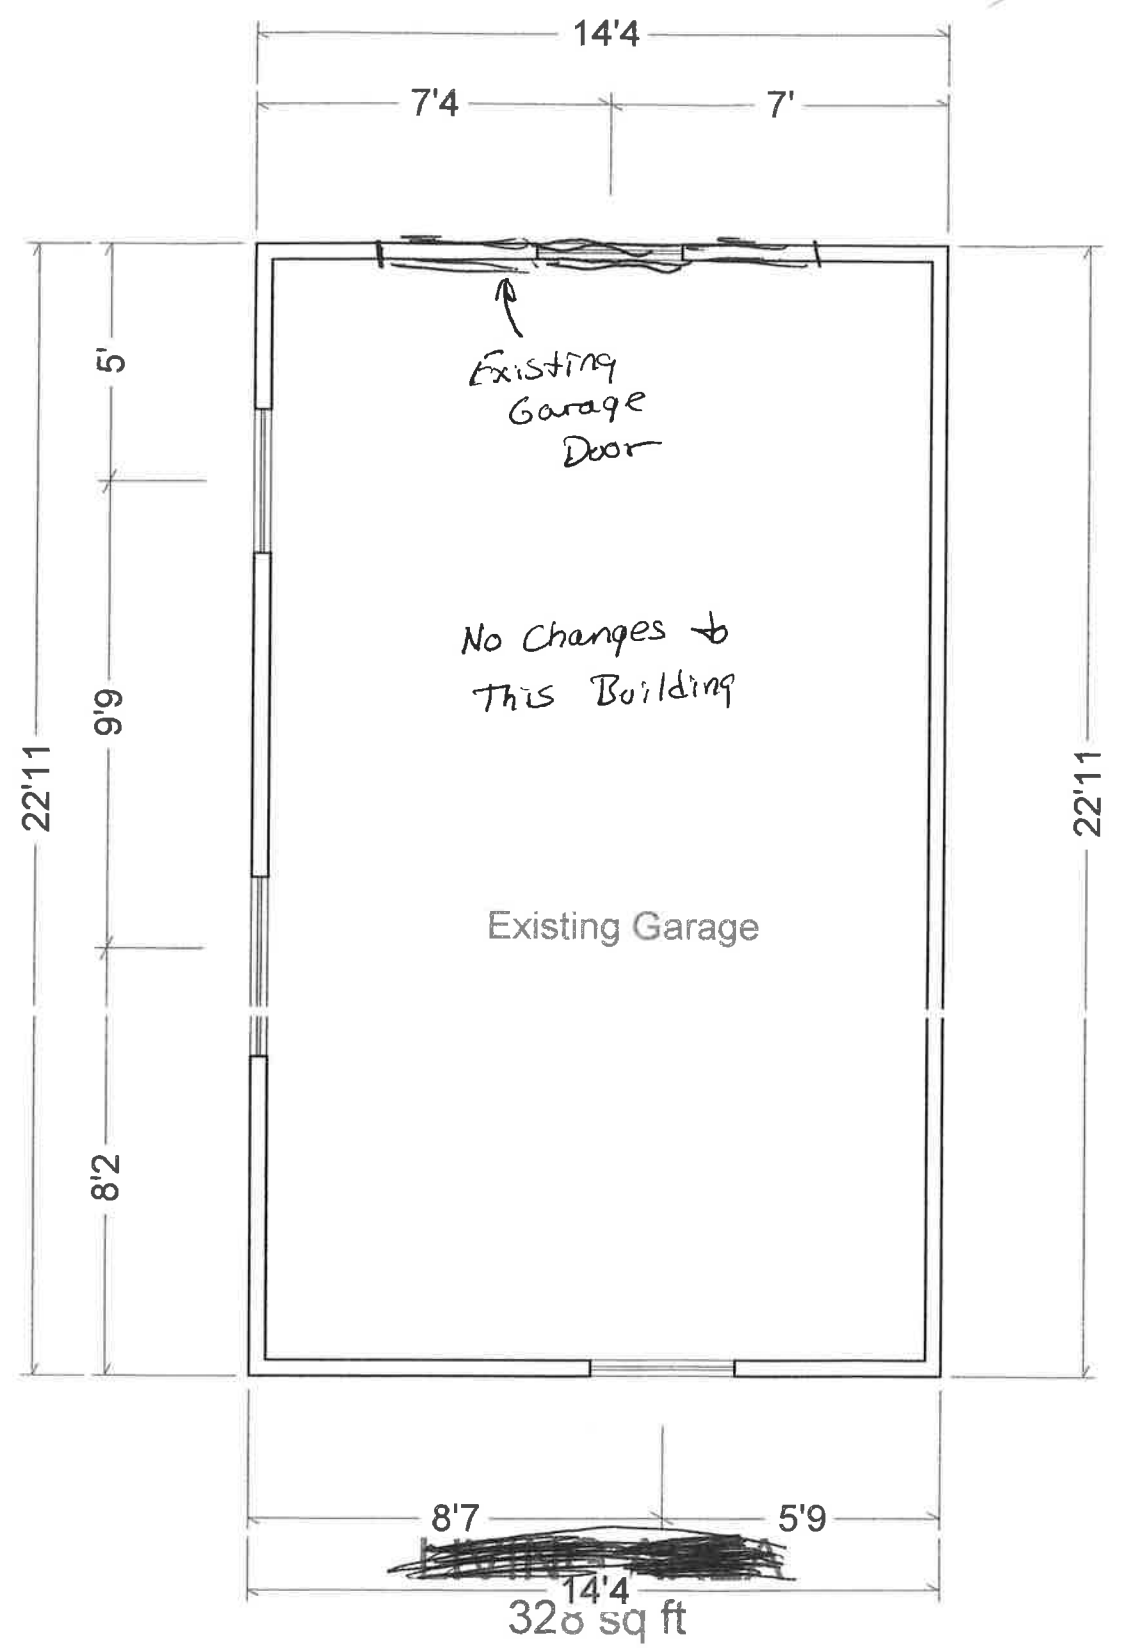 14'4
7'4
7'
5'
Existing
Garage
Door
No Changes to
This Building
9'9
22'11
22'11
Existing Garage
8'2
8'7
5'9
14'4
328 sq ft